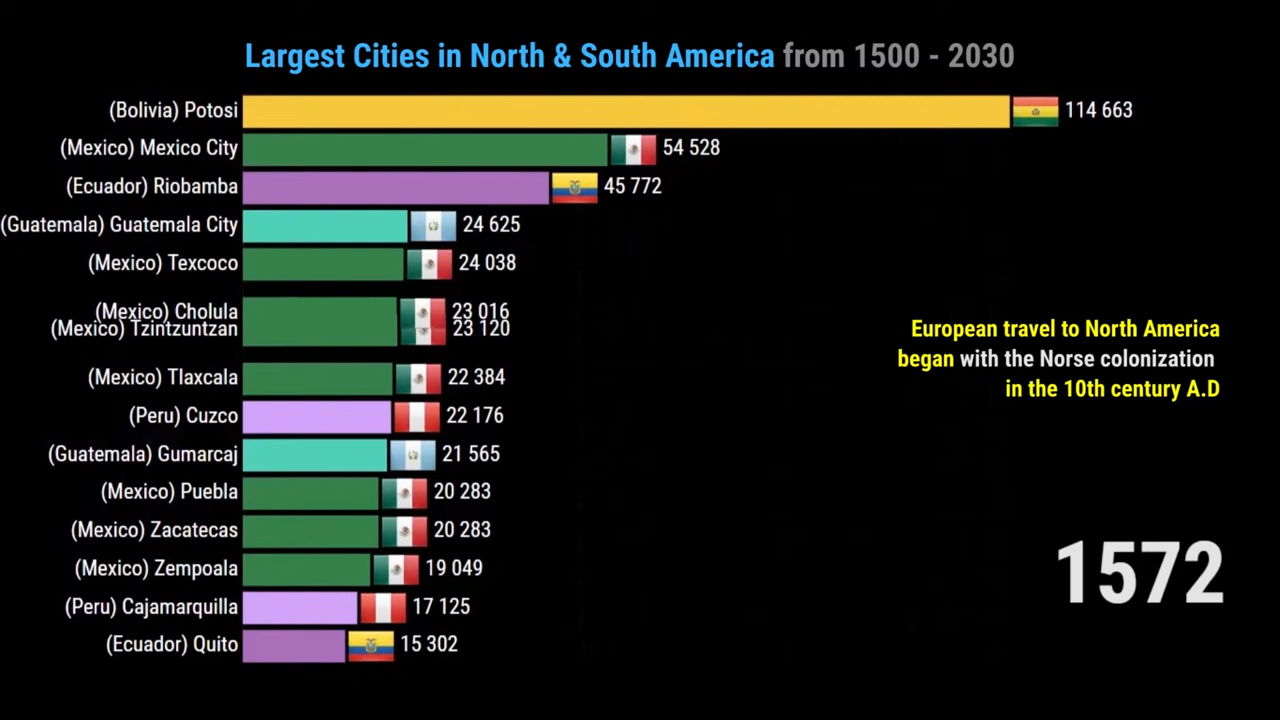 Largest Cities in North & South America from 1500 - 2030
(Bolivia) Potosi 114 663
(Mexico) Mexico City 54 528
(Ecuador) Riobamba 45 772
(Guatemala) Guatemala City 24 625
(Mexico) Texcoco 24 038
(Mexico) Cholula 23 016
(Mexico) Tzintzuntzan 23 120
European travel to North America
began with the Norse colonization
in the 10th century A.D
(Mexico) Tlaxcala 22 384
(Peru) Cuzco 22 176
(Guatemala) Gumarcaj 21 565
(Mexico) Puebla 20 283
(Mexico) Zacatecas 20 283
(Mexico) Zempoala 19 049
(Peru) Cajamarquilla 17 125
(Ecuador) Quito 15 302
1572